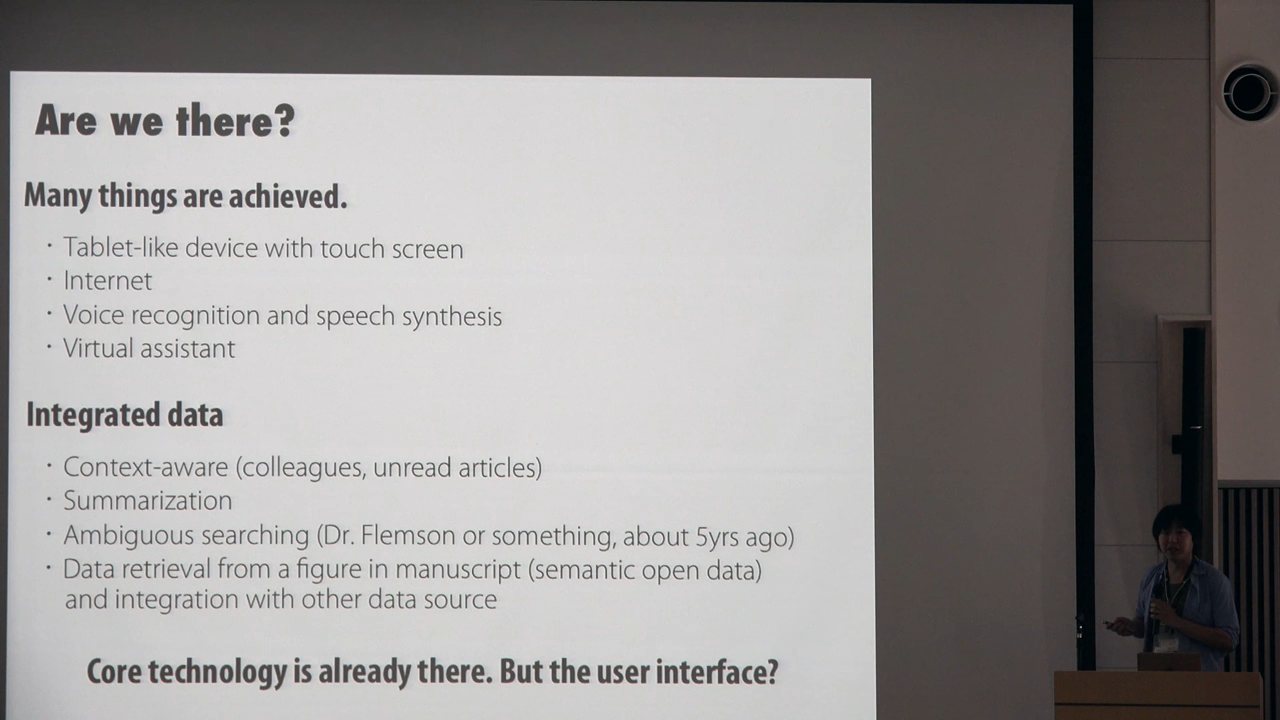 Are we there?
Many things are achieved.
・Tablet-like device with touch screen
・Internet
・Voice recognition and speech synthesis
・Virtual assistant
Integrated data
・Context-aware (colleagues, unread articles)
・Summarization
・Ambiguous searching (Dr. Flemson or something, about 5yrs ago)
・Data retrieval from a figure in manuscript (semantic open data)
and integration with other data source
Core technology is already there. But the user interface?